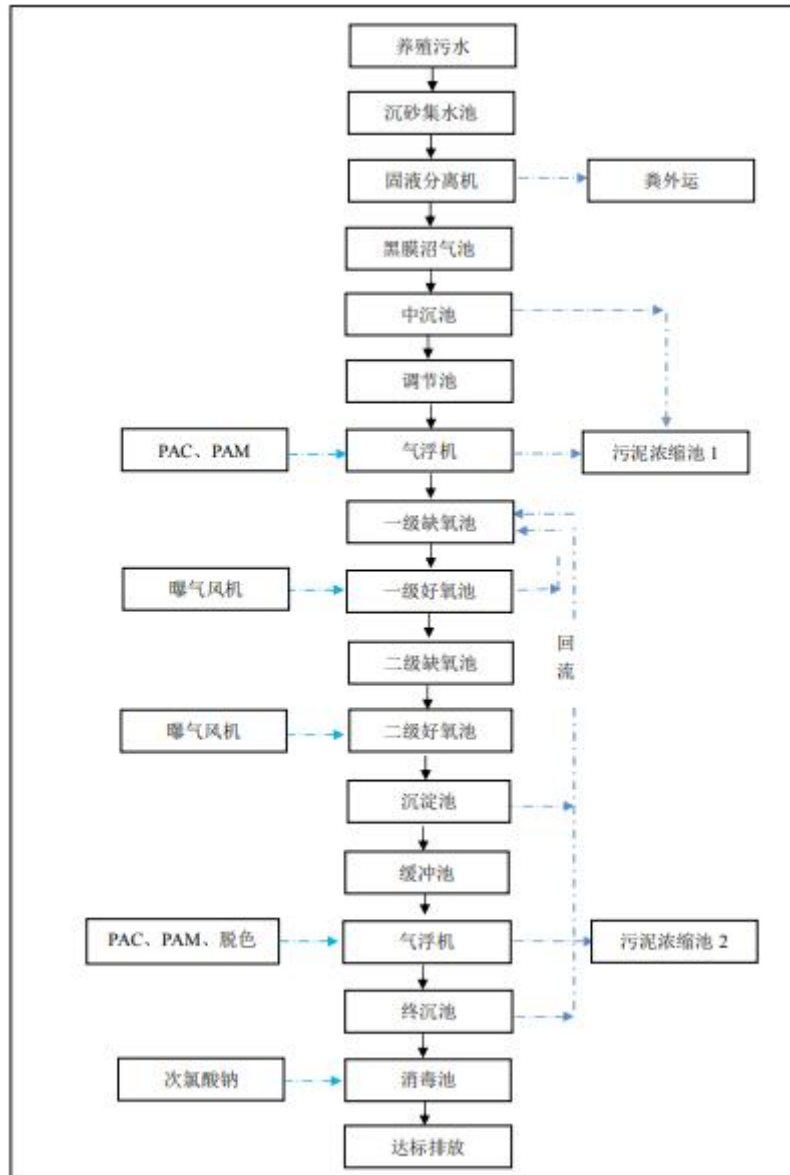 养殖污水
沉砂集水池
固液分离机
粪外运
黑膜沼气池
中沉池
调节池
PAC、PAM
气浮机
污泥浓缩池 1
一级缺氧池
曝气风机
一级好氧池
回
流
二级缺氧池
曝气风机
二级好氧池
沉淀池
缓冲池
PAC、PAM、脱色
气浮机
污泥浓缩池 2
终沉池
次氯酸钠
消毒池
达标排放